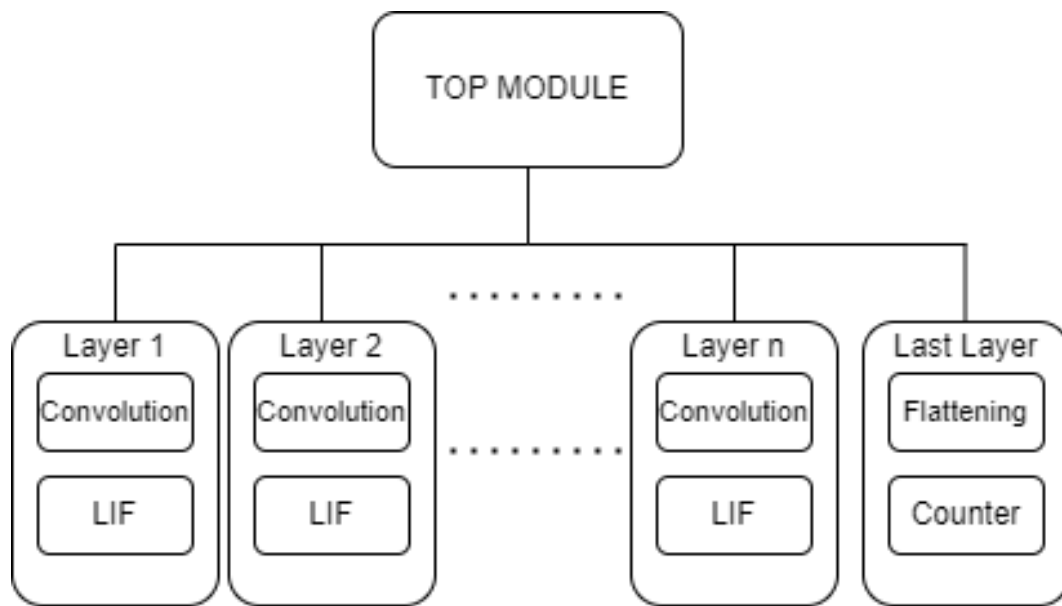 TOP MODULE
Layer 1
Convolution
LIF
Layer 2
Convolution
LIF
Layer n
Convolution
LIF
Last Layer
Flattening
Counter